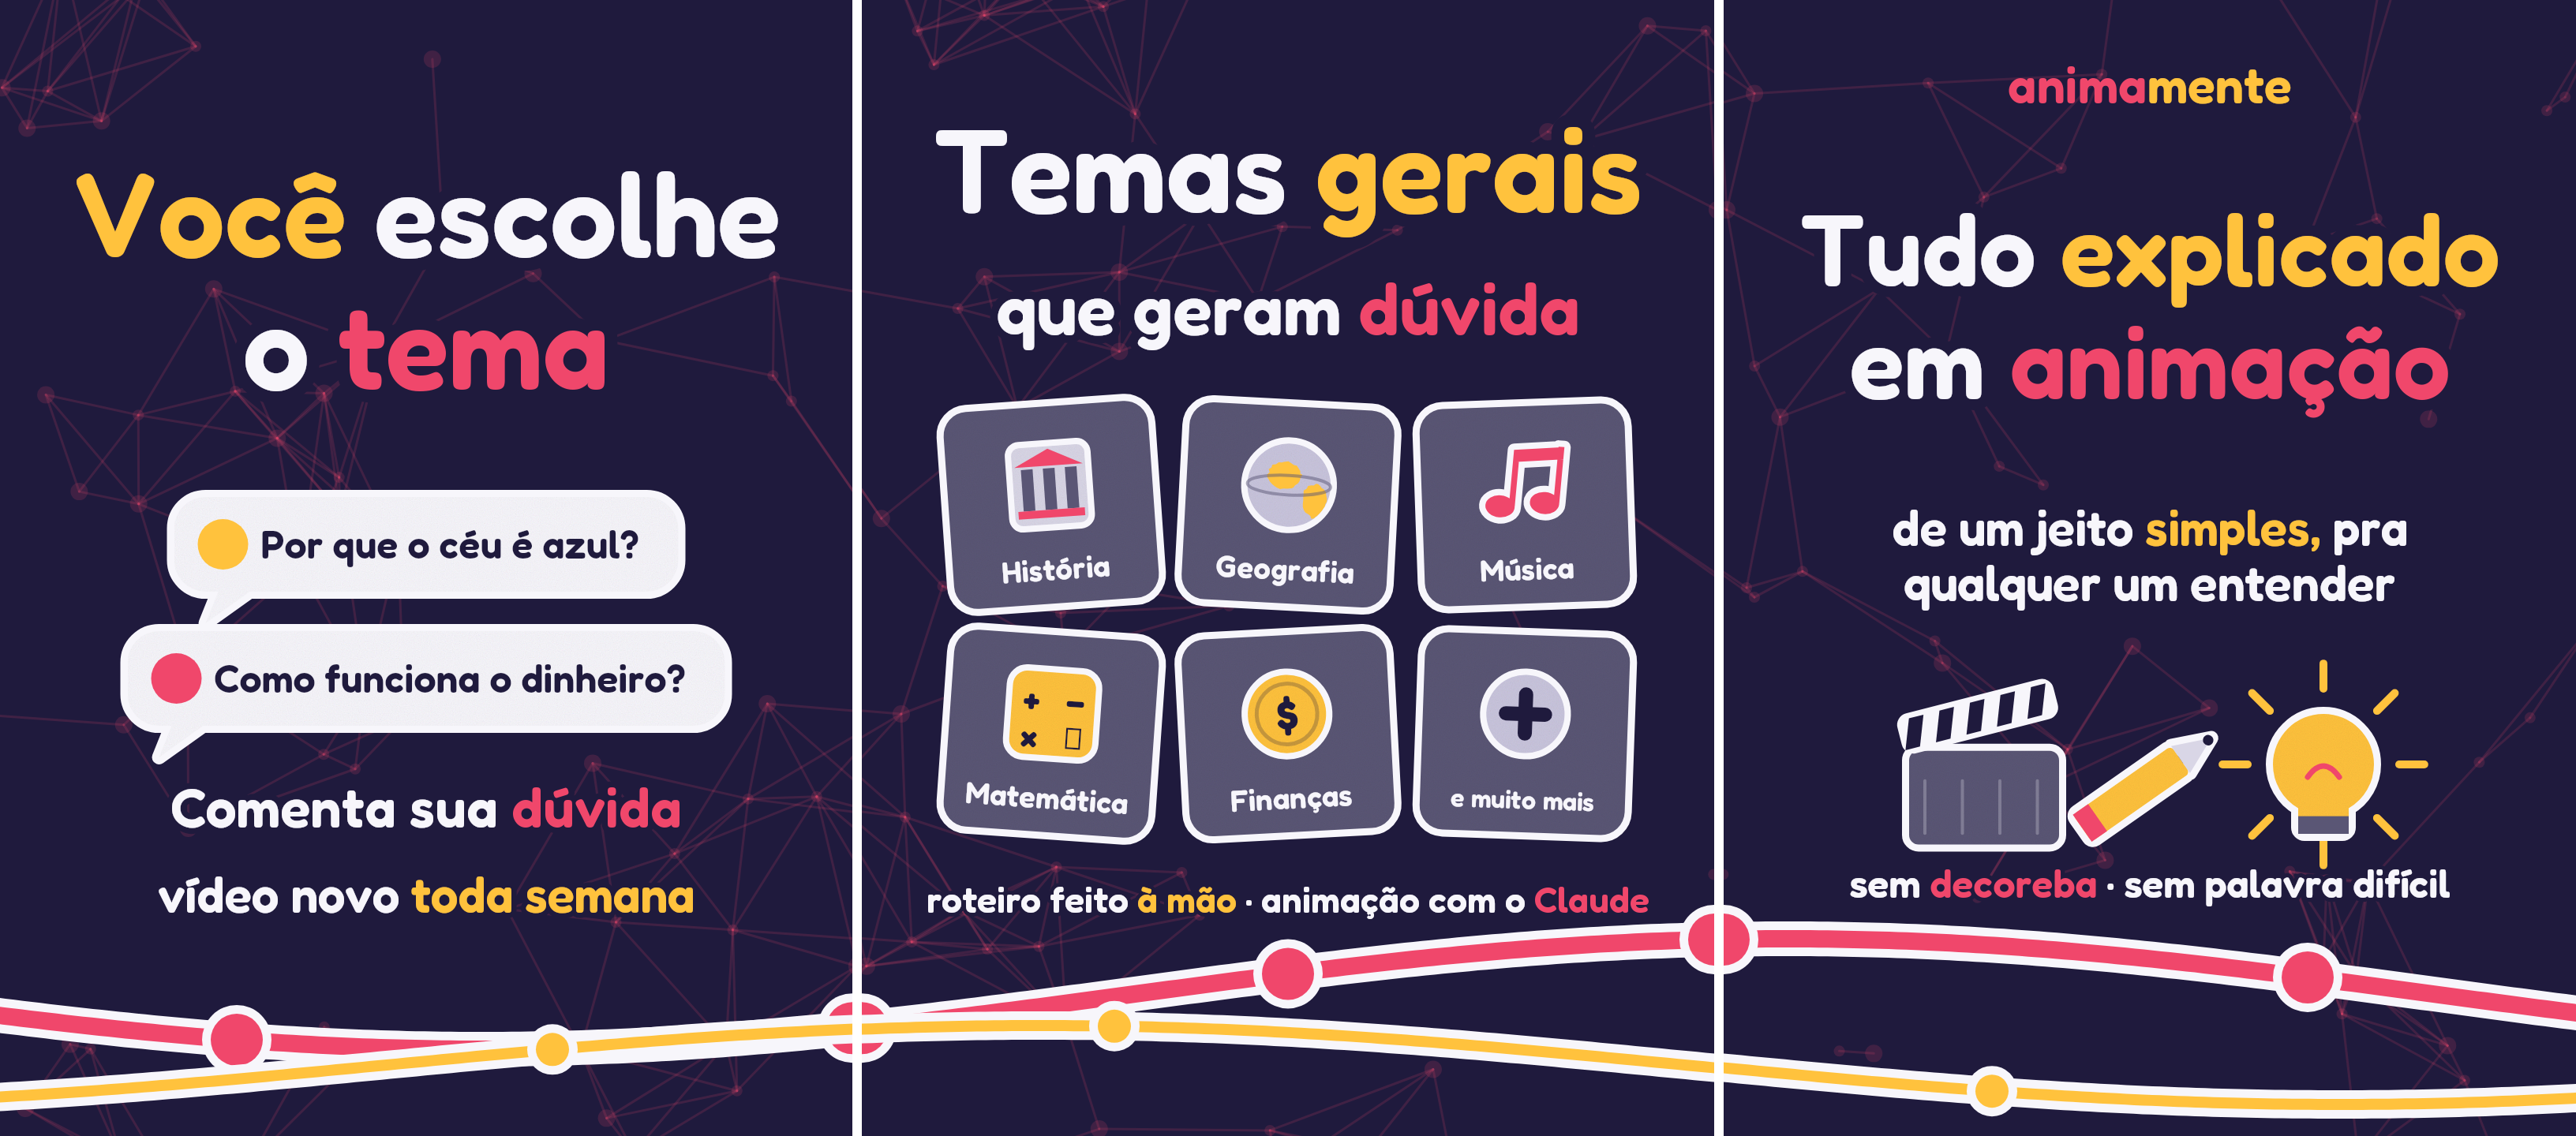 Você escolhe
o tema
Por que o céu é azul?
Como funciona o dinheiro?
Comenta sua dúvida
vídeo novo toda semana
Temas gerais
que geram dúvida
História
Geografia
Música
+ −
×
Matemática
$
Finanças
+
e muito mais
roteiro feito à mão · animação com o Claude
animamente
Tudo explicado
em animação
de um jeito simples, pra
qualquer um entender
sem decoreba · sem palavra difícil